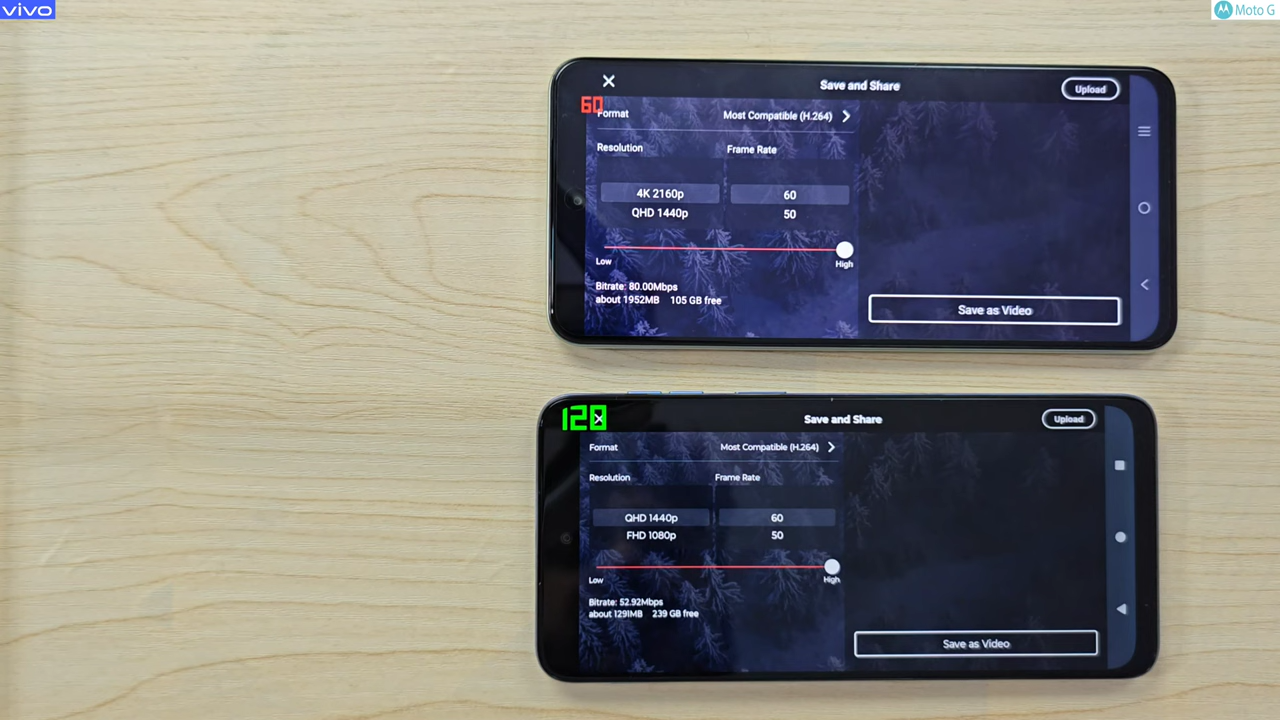 vivo
Moto G
Save and Share
Upload
60
Format
Most Compatible (H.264)
Resolution
Frame Rate
4K 2160p
60
QHD 1440p
50
Low
High
Bitrate: 80.00Mbps
about 1952MB 105 GB free
Save as Video
120
Save and Share
Upload
Format
Most Compatible (H.264)
Resolution
Frame Rate
QHD 1440p
60
FHD 1080p
50
Low
High
Bitrate: 52.92Mbps
about 1291MB 239 GB free
Save as Video